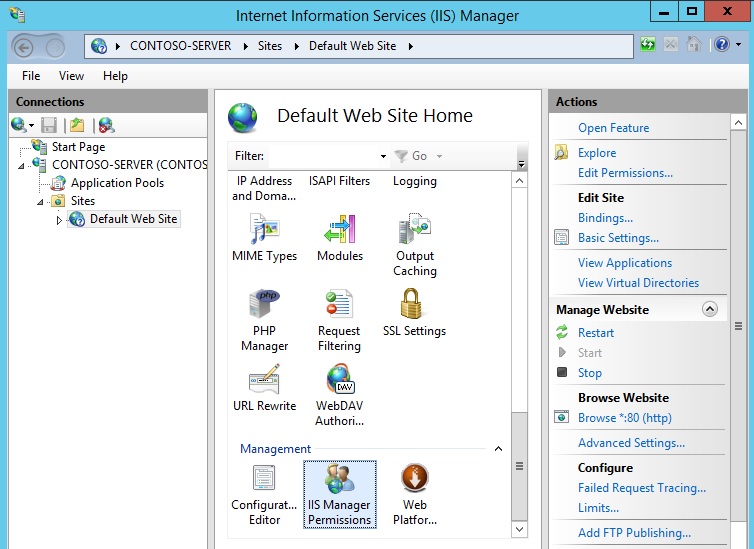 Internet Information Services (IIS) Manager
CONTOSO-SERVER Sites Default Web Site
File View Help
Connections
Start Page
CONTOSO-SERVER (CONTOS
Application Pools
Sites
Default Web Site
Default Web Site Home
Filter: Go
IP Address
and Doma...
ISAPI Filters
Logging
MIME Types
Modules
Output
Caching
PHP
Manager
Request
Filtering
SSL Settings
URL Rewrite
WebDAV
Authori...
Management
Configurat...
Editor
IIS Manager
Permissions
Web
Platfor...
Actions
Open Feature
Explore
Edit Permissions...
Edit Site
Bindings...
Basic Settings...
View Applications
View Virtual Directories
Manage Website
Restart
Start
Stop
Browse Website
Browse *:80 (http)
Advanced Settings...
Configure
Failed Request Tracing...
Limits...
Add FTP Publishing...
php
DAV